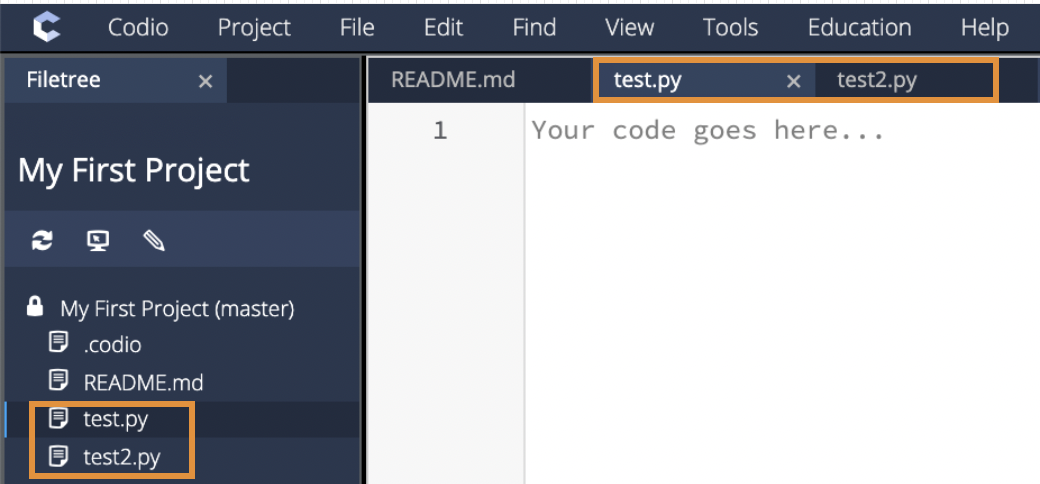 Codio Project File Edit Find View Tools Education Help
Filetree ×
README.md test.py × test2.py
My First Project
My First Project (master)
.codio
README.md
test.py
test2.py
1 Your code goes here...